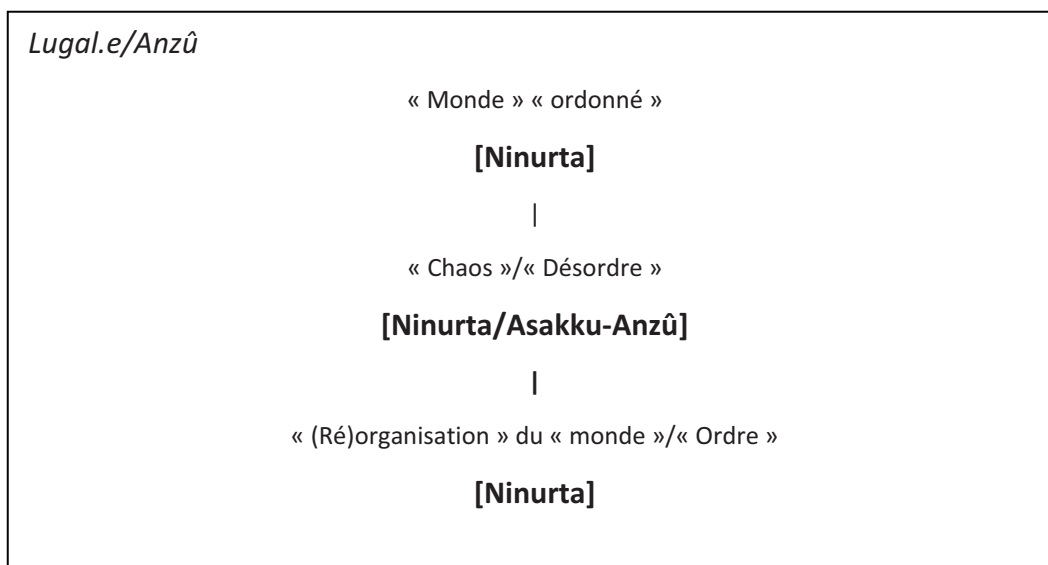 Lugal.e/Anzû
« Monde » « ordonné »
[Ninurta]
|
« Chaos »/« Désordre »
[Ninurta/Asakku-Anzû]
|
« (Ré)organisation » du « monde »/« Ordre »
[Ninurta]